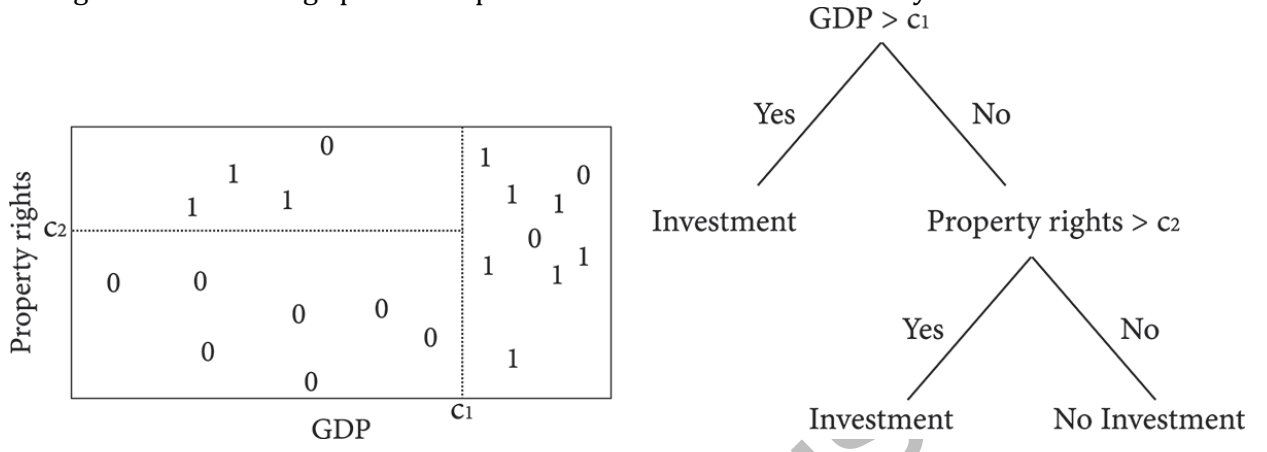 GDP > c1
Yes
No
Investment
Property rights > c2
Yes
No
Investment
No Investment
Property rights
c2
0
1
1
1
1
0
1
1
0
1
1
1
0
0
0
0
0
0
0
1
c1
GDP